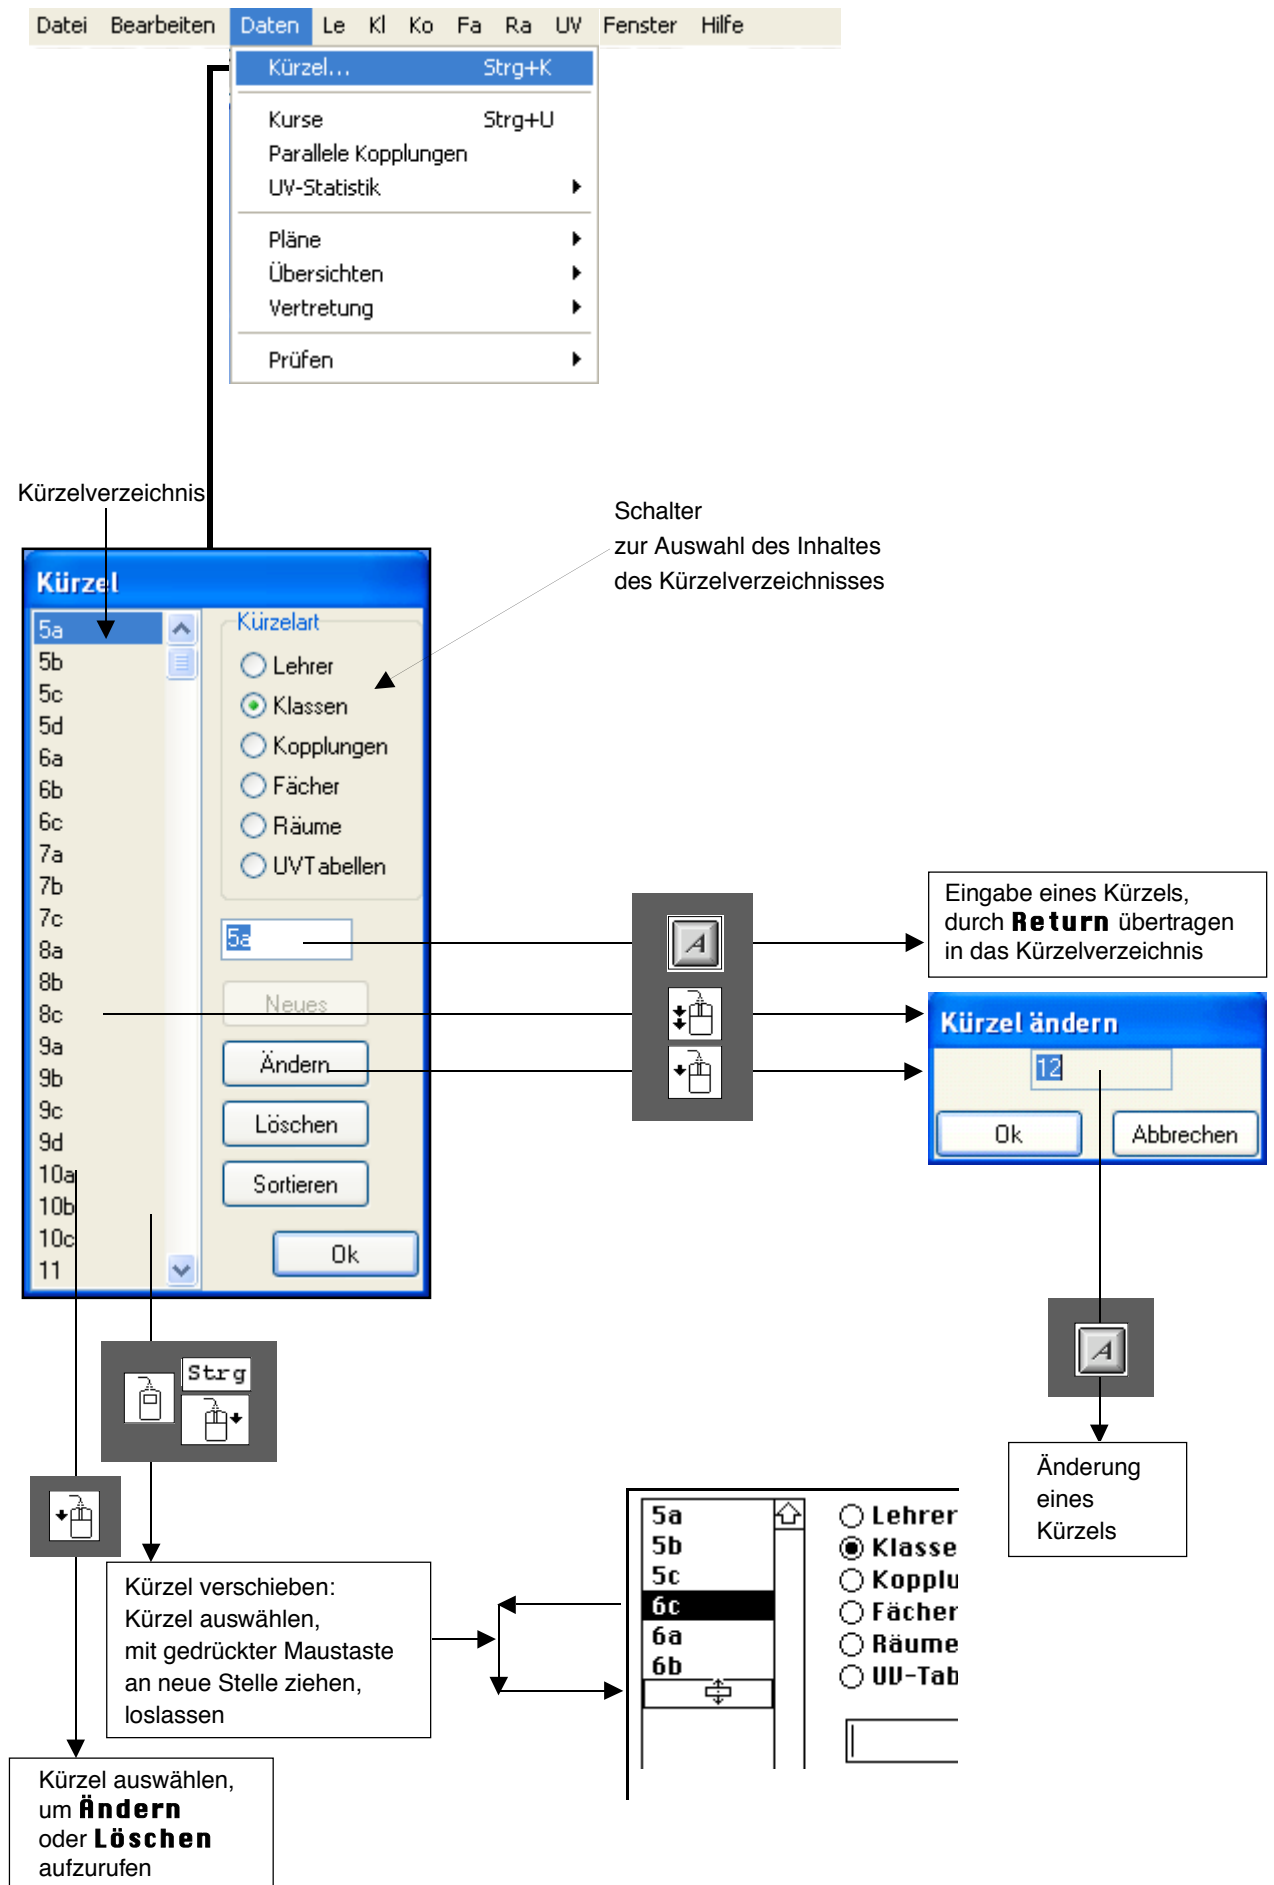 Datei Bearbeiten Daten Le Kl Ko Fa Ra UV Fenster Hilfe
Kürzel... Strg+K
Kurse Strg+U
Parallele Kopplungen
UV-Statistik
Pläne
Übersichten
Vertretung
Prüfen
Kürzelverzeichnis
Schalter
zur Auswahl des Inhaltes
des Kürzelverzeichnisses
Kürzel
5a
5b
5c
5d
6a
6b
6c
7a
7b
7c
8a
8b
8c
9a
9b
9c
9d
10a
10b
10c
11
Kürzelart
Lehrer
Klassen
Kopplungen
Fächer
Räume
UVTabellen
5a
Neues
Ändern
Löschen
Sortieren
Ok
A
Eingabe eines Kürzels,
durch Return übertragen
in das Kürzelverzeichnis
Kürzel ändern
12
Ok Abbrechen
A
Änderung
eines
Kürzels
Strg
Kürzel verschieben:
Kürzel auswählen,
mit gedrückter Maustaste
an neue Stelle ziehen,
loslassen
5a
5b
5c
6c
6a
6b
Lehrer
Klasse
Kopplu
Fächer
Räume
UV-Tab
Kürzel auswählen,
um Ändern
oder Löschen
aufzurufen